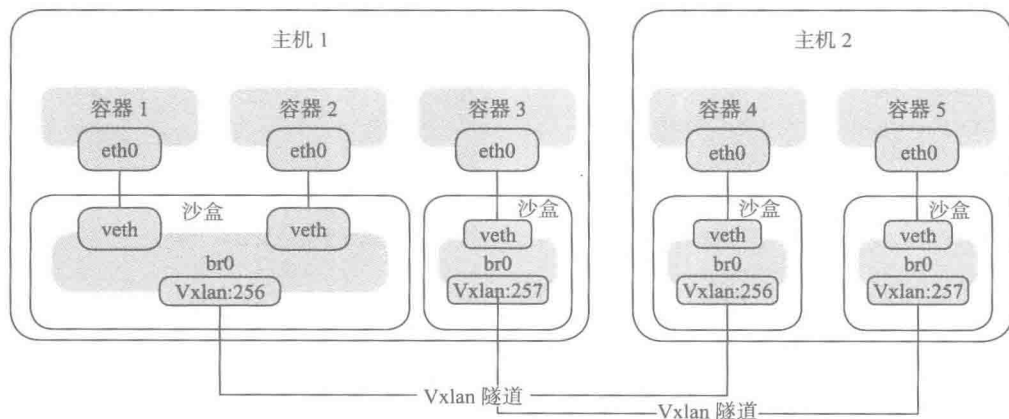 主机 1
主机 2
容器 1
容器 2
容器 3
容器 4
容器 5
eth0
eth0
eth0
eth0
eth0
沙盒
沙盒
沙盒
沙盒
veth
veth
veth
veth
veth
br0
br0
br0
br0
Vxlan:256
Vxlan:257
Vxlan:256
Vxlan:257
Vxlan 隧道
Vxlan 隧道